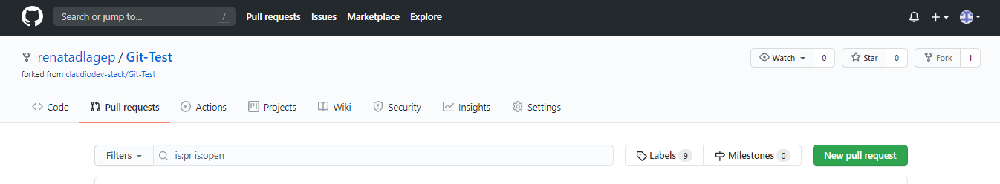 Search or jump to... /
Pull requests Issues Marketplace Explore
renatadlagep / Git-Test
Watch 0 Star 0 Fork 1
forked from claudiodev-stack/Git-Test
Code Pull requests Actions Projects Wiki Security Insights Settings
Filters is:pr is:open Labels 9 Milestones 0 New pull request